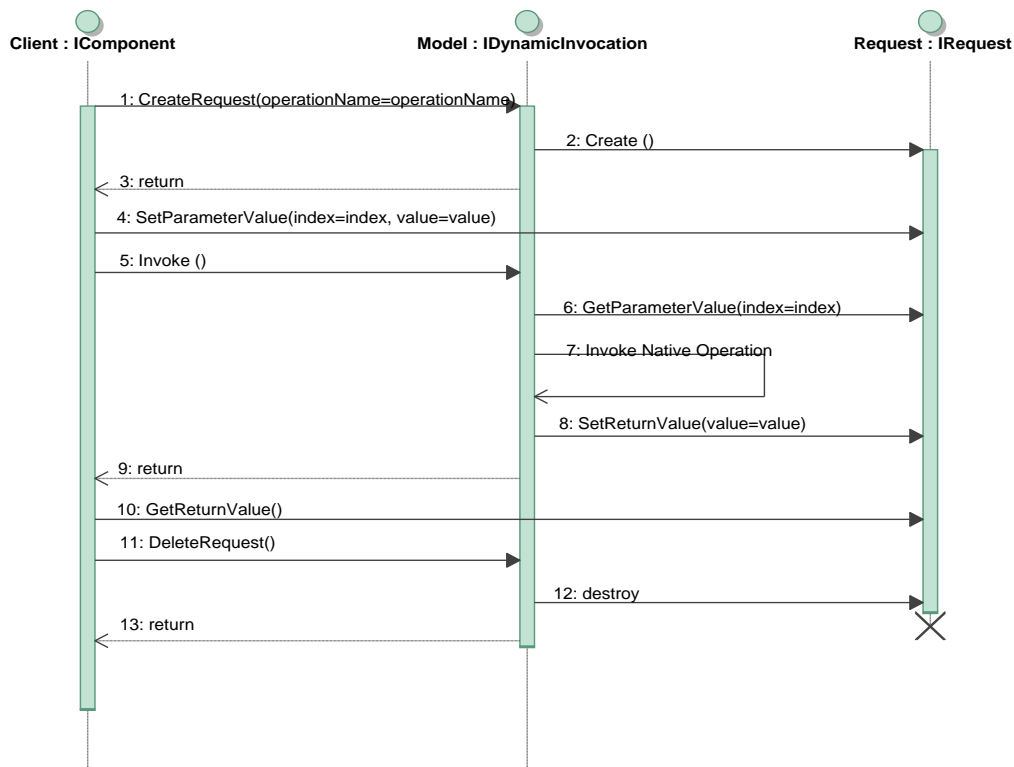 Client : IComponent
Model : IDynamicInvocation
Request : IRequest
1: CreateRequest(operationName=operationName)
2: Create ()
3: return
4: SetParameterValue(index=index, value=value)
5: Invoke ()
6: GetParameterValue(index=index)
7: Invoke Native Operation
8: SetReturnValue(value=value)
9: return
10: GetReturnValue()
11: DeleteRequest()
12: destroy
13: return